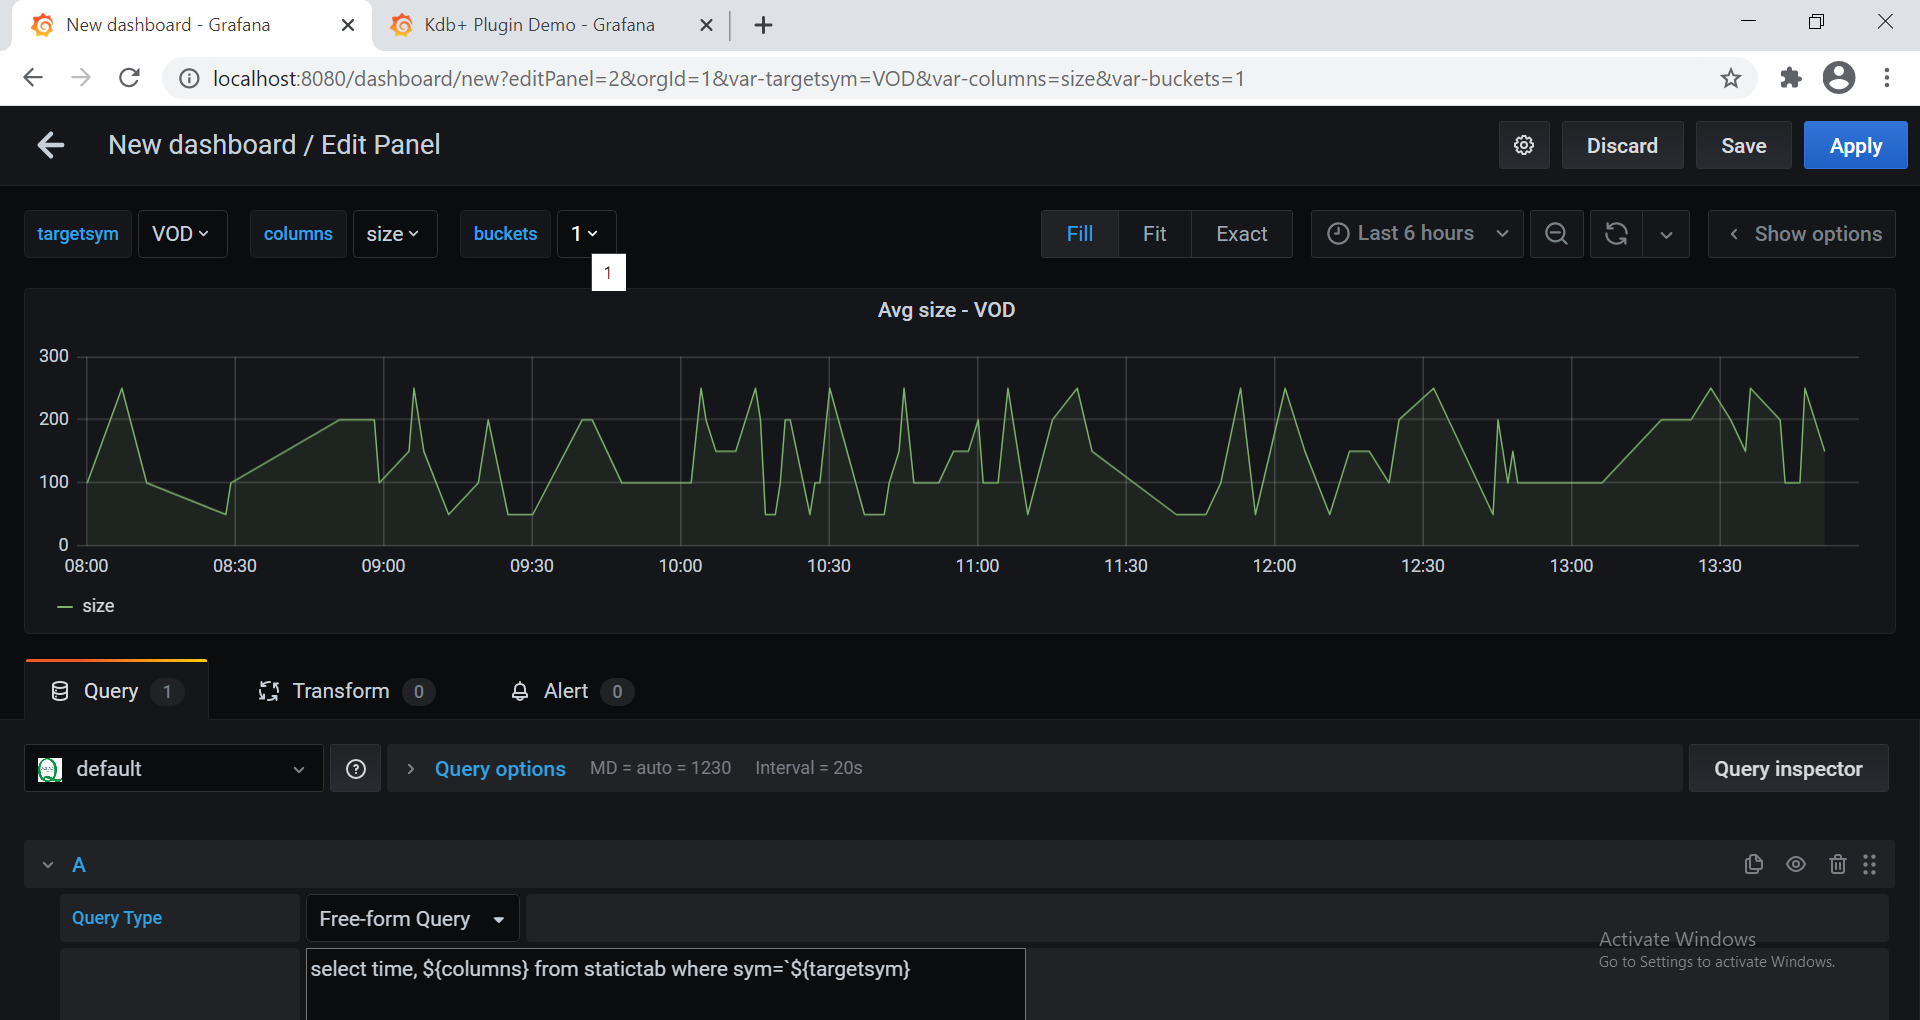 New dashboard - Grafana
Kdb+ Plugin Demo - Grafana
localhost:8080/dashboard/new?editPanel=2&orgId=1&var-targetsym=VOD&var-columns=size&var-buckets=1
New dashboard / Edit Panel
Discard
Save
Apply
targetsym
VOD
columns
size
buckets
1
Fill
Fit
Exact
Last 6 hours
Show options
1
Avg size - VOD
300
200
100
0
08:00
08:30
09:00
09:30
10:00
10:30
11:00
11:30
12:00
12:30
13:00
13:30
size
Query 1
Transform 0
Alert 0
default
Query options
MD = auto = 1230
Interval = 20s
Query inspector
A
Query Type
Free-form Query
Activate Windows
Go to Settings to activate Windows.
select time, ${columns} from statictab where sym=`${targetsym}